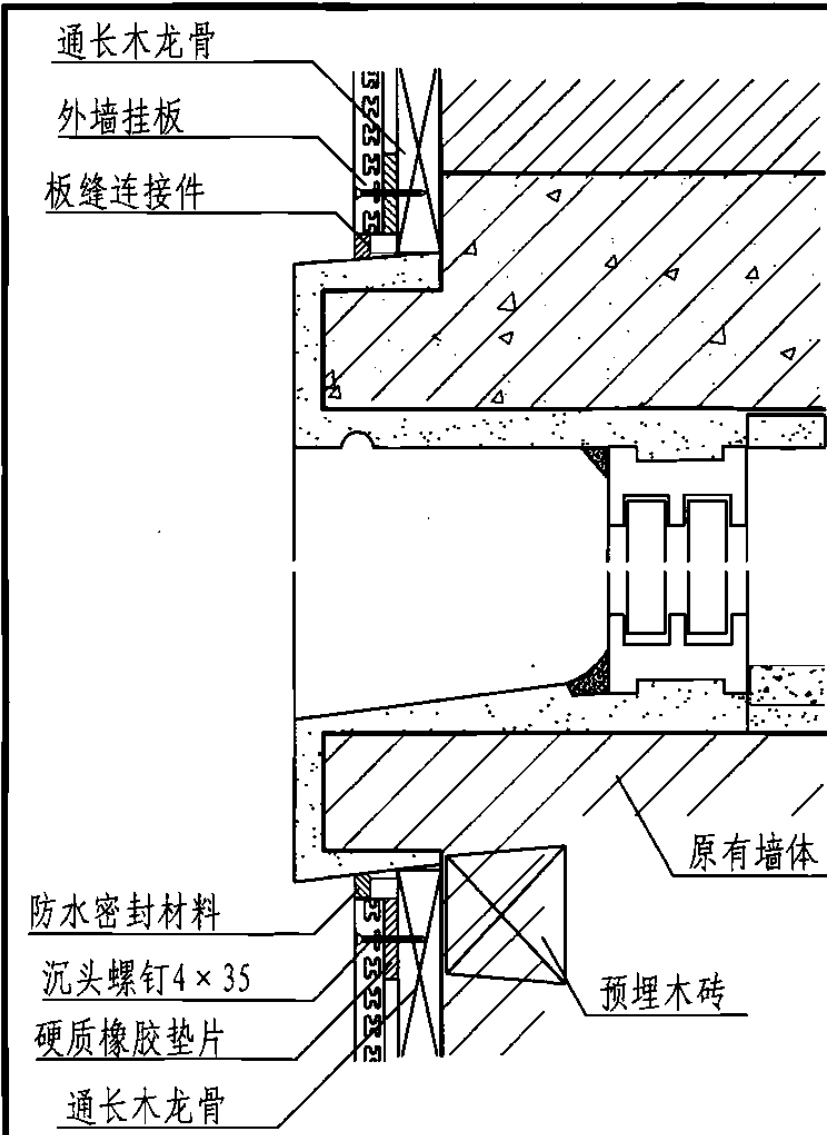 通长木龙骨
外墙挂板
板缝连接件
原有墙体
防水密封材料
沉头螺钉4×35
预埋木砖
硬质橡胶垫片
通长木龙骨